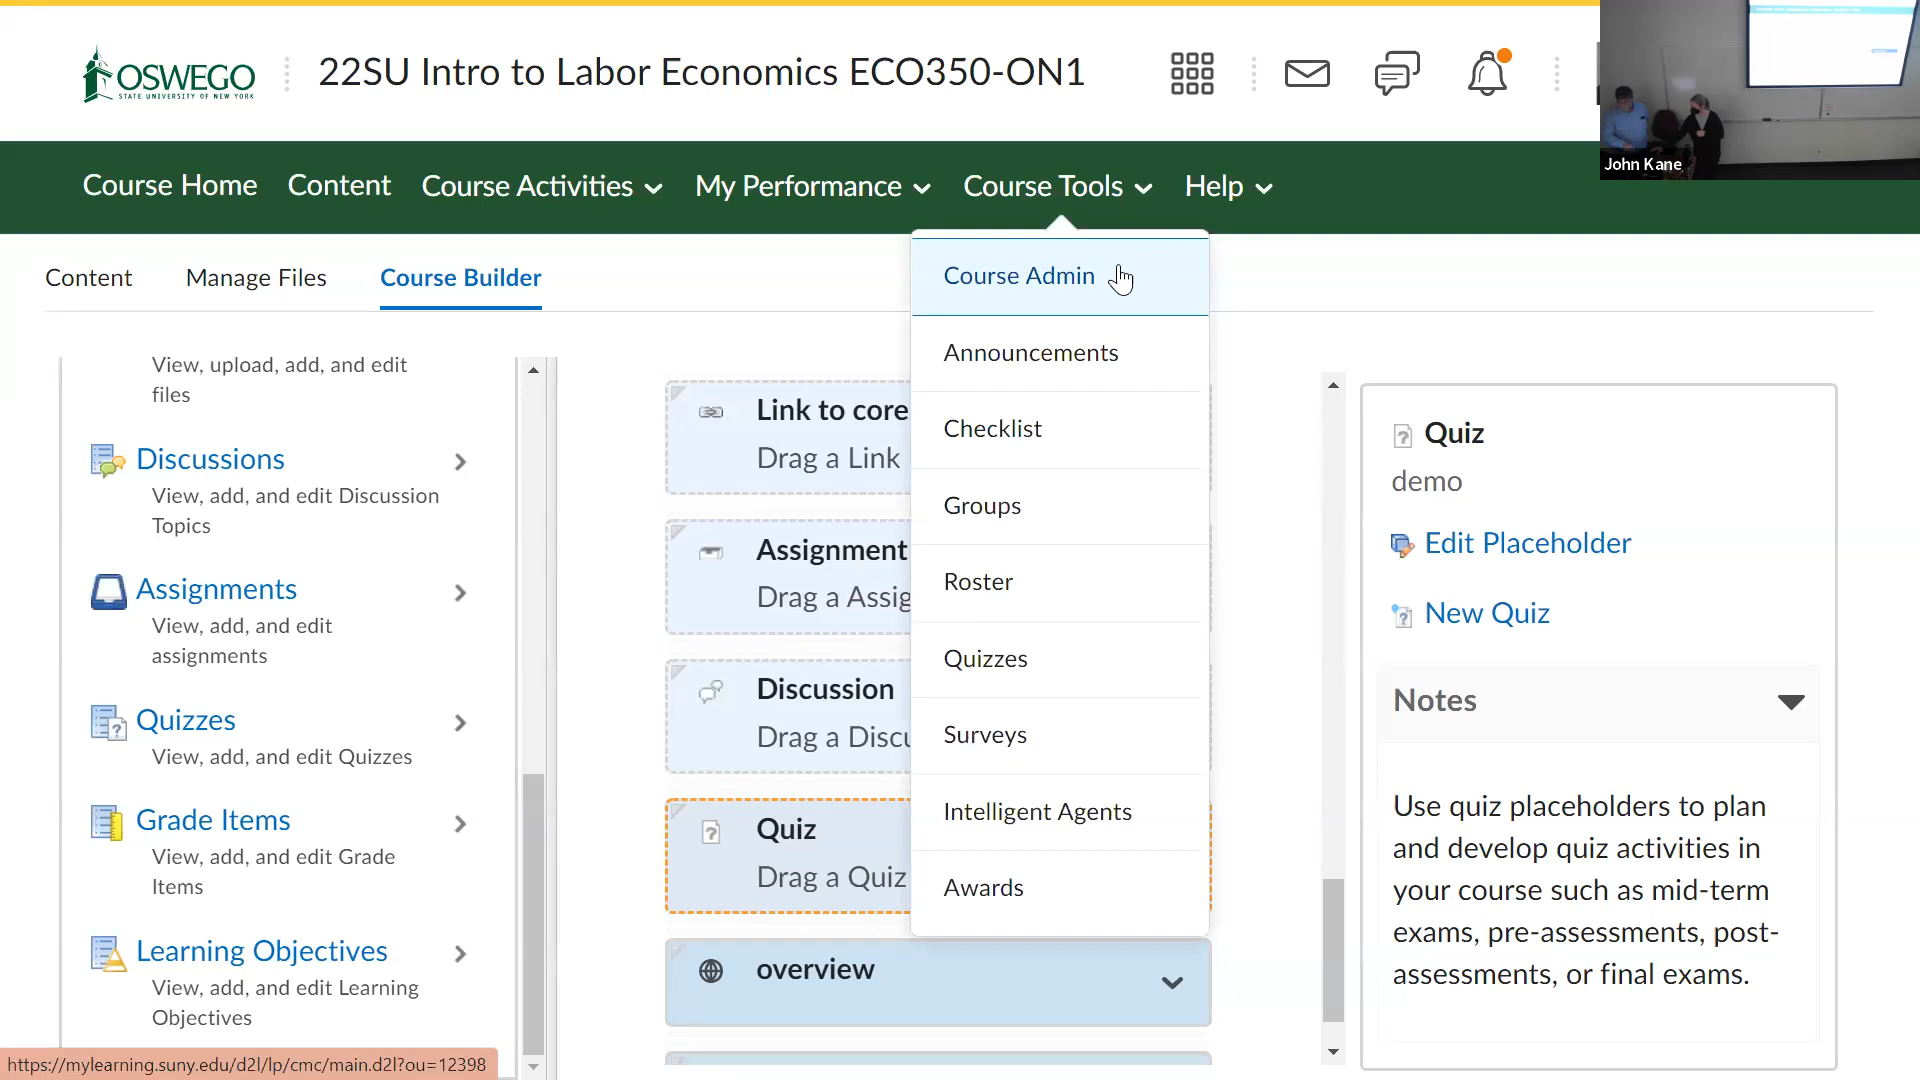 OSWEGO
STATE UNIVERSITY OF NEW YORK
22SU Intro to Labor Economics ECO350-ON1
John Kane
Course Home
Content
Course Activities
My Performance
Course Tools
Help
Content
Manage Files
Course Builder
View, upload, add, and edit
files
Discussions
View, add, and edit Discussion
Topics
Assignments
View, add, and edit
assignments
Quizzes
View, add, and edit Quizzes
Grade Items
View, add, and edit Grade
Items
Learning Objectives
View, add, and edit Learning
Objectives
Link to core
Drag a Link
Assignment
Drag a Assig
Discussion
Drag a Discu
Quiz
Drag a Quiz
overview
Course Admin
Announcements
Checklist
Groups
Roster
Quizzes
Surveys
Intelligent Agents
Awards
Quiz
demo
Edit Placeholder
New Quiz
Notes
Use quiz placeholders to plan
and develop quiz activities in
your course such as mid-term
exams, pre-assessments, post-
assessments, or final exams.
https://mylearning.suny.edu/d2l/lp/cmc/main.d2l?ou=12398